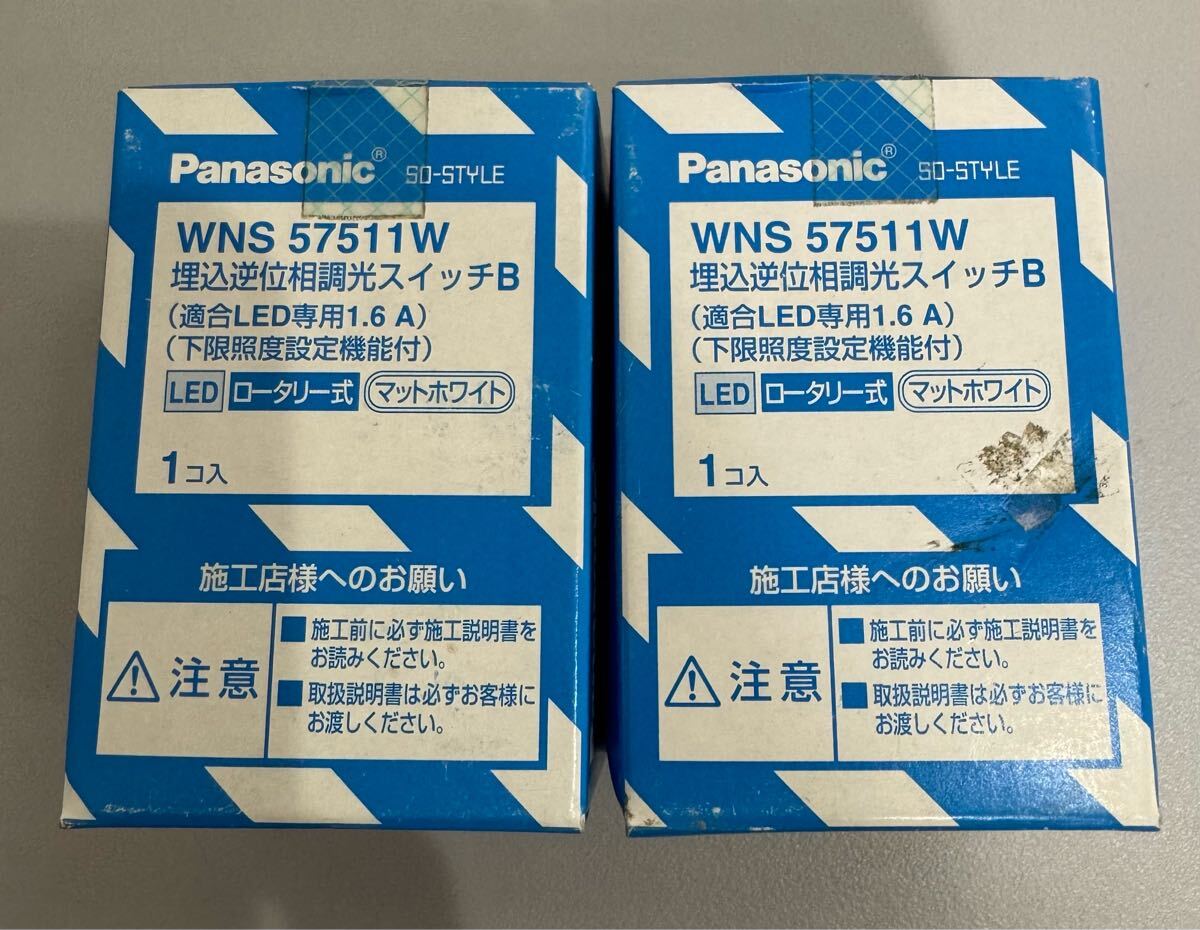 Panasonic® SO-STYLE
WNS 57511W
埋込逆位相調光スイッチB
（適合LED専用1.6 A）
（下限照度設定機能付）
LED ロータリー式 マットホワイト
1コ入
施工店様へのお願い
注意
■ 施工前に必ず施工説明書を
お読みください。
■ 取扱説明書は必ずお客様に
お渡しください。
Panasonic® SO-STYLE
WNS 57511W
埋込逆位相調光スイッチB
（適合LED専用1.6 A）
（下限照度設定機能付）
LED ロータリー式 マットホワイト
1コ入
施工店様へのお願い
注意
■ 施工前に必ず施工説明書を
お読みください。
■ 取扱説明書は必ずお客様に
お渡しください。